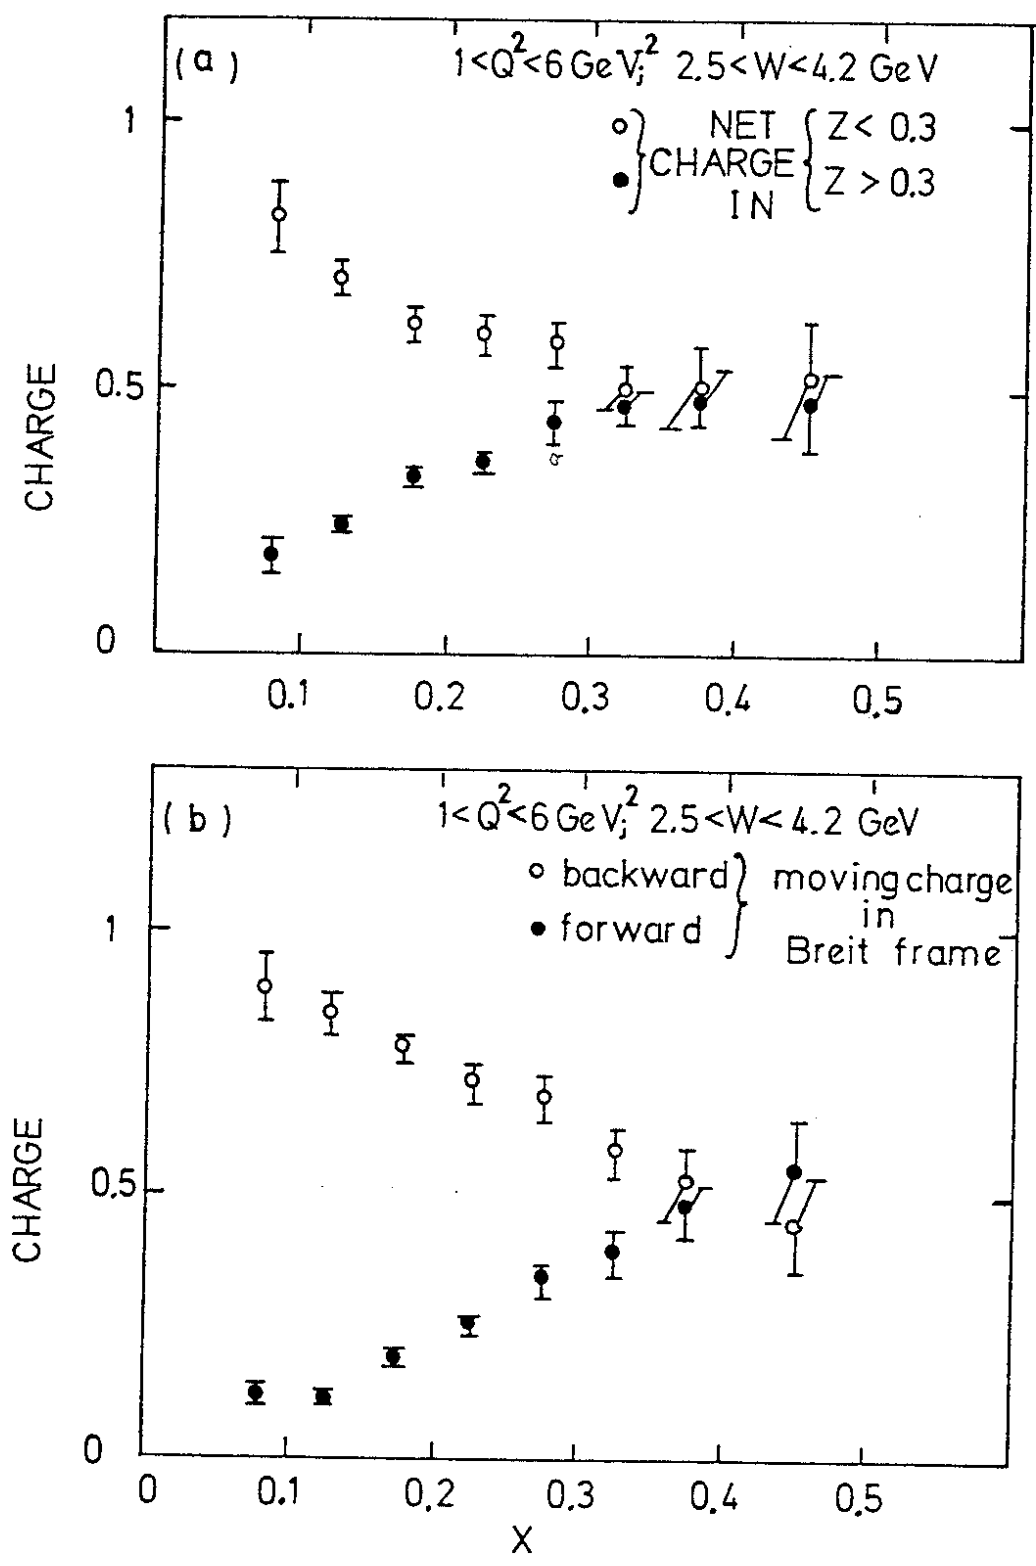 (a) 1<Q²<6 GeV²; 2.5<W<4.2 GeV
1
NET Z < 0.3
CHARGE
IN Z > 0.3
0.5
CHARGE
0
0.1 0.2 0.3 0.4 0.5
(b) 1<Q²<6 GeV²; 2.5<W<4.2 GeV
backward moving charge
in
forward Breit frame
1
0.5
CHARGE
0
0 0.1 0.2 0.3 0.4 0.5
X